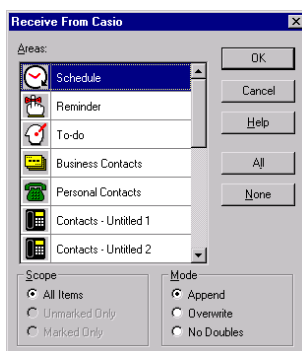 Receive From Casio
Areas:
Schedule
Reminder
To-do
Business Contacts
Personal Contacts
Contacts - Untitled 1
Contacts - Untitled 2
OK
Cancel
Help
All
None
Scope
All Items
Unmarked Only
Marked Only
Mode
Append
Overwrite
No Doubles